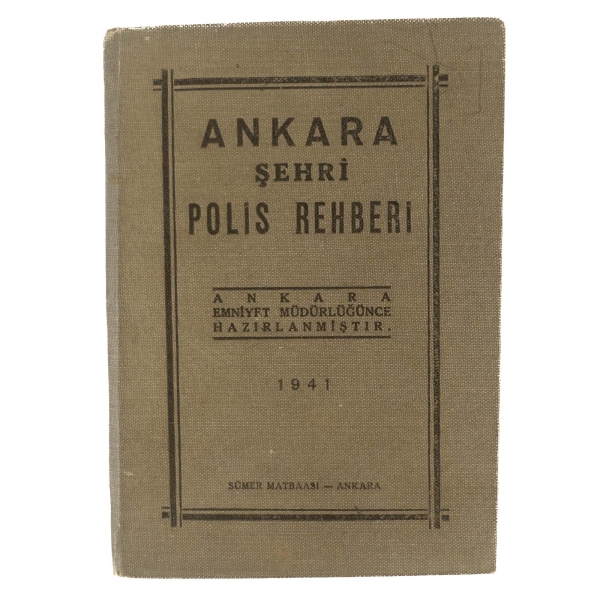 ANKARA
ŞEHRİ
POLİS REHBERİ
ANKARA
EMNİYET MÜDÜRLÜĞÜNCE
HAZIRLANMIŞTIR.
1941
SÜMER MATBAASI — ANKARA